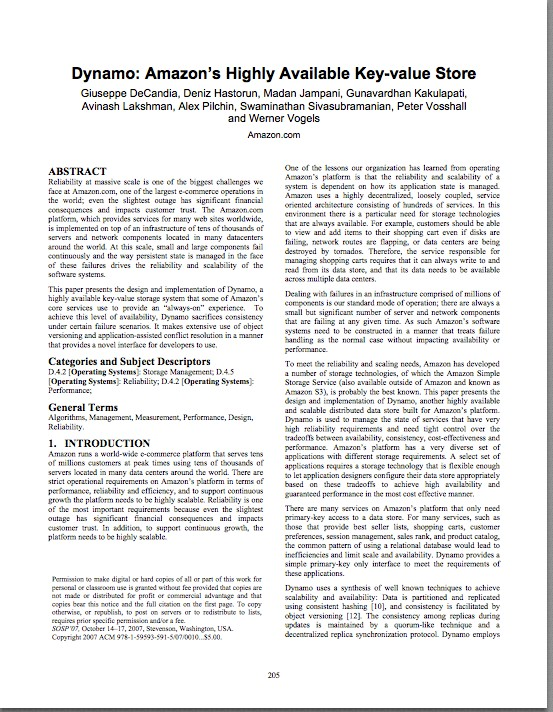 Dynamo: Amazon's Highly Available Key-value Store
Giuseppe DeCandia, Deniz Hastorun, Madan Jampani, Gunavardhan Kakulapati,
Avinash Lakshman, Alex Pilchin, Swaminathan Sivasubramanian, Peter Vosshall
and Werner Vogels
Amazon.com
ABSTRACT
Reliability at massive scale is one of the biggest challenges we
face at Amazon.com, one of the largest e-commerce operations in
the world; even the slightest outage has significant financial
consequences and impacts customer trust. The Amazon.com
platform, which provides services for many web sites worldwide,
is implemented on top of an infrastructure of tens of thousands of
servers and network components located in many datacenters
around the world. At this scale, small and large components fail
continuously and the way persistent state is managed in the face
of these failures drives the reliability and scalability of the
software systems.
This paper presents the design and implementation of Dynamo, a
highly available key-value storage system that some of Amazon's
core services use to provide an "always-on" experience. To
achieve this level of availability, Dynamo sacrifices consistency
under certain failure scenarios. It makes extensive use of object
versioning and application-assisted conflict resolution in a manner
that provides a novel interface for developers to use.
Categories and Subject Descriptors
D.4.2 [Operating Systems]: Storage Management; D.4.5
[Operating Systems]: Reliability; D.4.2 [Operating Systems]:
Performance;
General Terms
Algorithms, Management, Measurement, Performance, Design,
Reliability.
1. INTRODUCTION
Amazon runs a world-wide e-commerce platform that serves tens
of millions customers at peak times using tens of thousands of
servers located in many data centers around the world. There are
strict operational requirements on Amazon's platform in terms of
performance, reliability and efficiency, and to support continuous
growth the platform needs to be highly scalable. Reliability is one
of the most important requirements because even the slightest
outage has significant financial consequences and impacts
customer trust. In addition, to support continuous growth, the
platform needs to be highly scalable.
Permission to make digital or hard copies of all or part of this work for
personal or classroom use is granted without fee provided that copies are
not made or distributed for profit or commercial advantage and that
copies bear this notice and the full citation on the first page. To copy
otherwise, or republish, to post on servers or to redistribute to lists,
requires prior specific permission and/or a fee.
SOSP'07, October 14–17, 2007, Stevenson, Washington, USA.
Copyright 2007 ACM 978-1-59593-591-5/07/0010...$5.00.
One of the lessons our organization has learned from operating
Amazon's platform is that the reliability and scalability of a
system is dependent on how its application state is managed.
Amazon uses a highly decentralized, loosely coupled, service
oriented architecture consisting of hundreds of services. In this
environment there is a particular need for storage technologies
that are always available. For example, customers should be able
to view and add items to their shopping cart even if disks are
failing, network routes are flapping, or data centers are being
destroyed by tornados. Therefore, the service responsible for
managing shopping carts requires that it can always write to and
read from its data store, and that its data needs to be available
across multiple data centers.
Dealing with failures in an infrastructure comprised of millions of
components is our standard mode of operation; there are always a
small but significant number of server and network components
that are failing at any given time. As such Amazon's software
systems need to be constructed in a manner that treats failure
handling as the normal case without impacting availability or
performance.
To meet the reliability and scaling needs, Amazon has developed
a number of storage technologies, of which the Amazon Simple
Storage Service (also available outside of Amazon and known as
Amazon S3), is probably the best known. This paper presents the
design and implementation of Dynamo, another highly available
and scalable distributed data store built for Amazon's platform.
Dynamo is used to manage the state of services that have very
high reliability requirements and need tight control over the
tradeoffs between availability, consistency, cost-effectiveness and
performance. Amazon's platform has a very diverse set of
applications with different storage requirements. A select set of
applications requires a storage technology that is flexible enough
to let application designers configure their data store appropriately
based on these tradeoffs to achieve high availability and
guaranteed performance in the most cost effective manner.
There are many services on Amazon's platform that only need
primary-key access to a data store. For many services, such as
those that provide best seller lists, shopping carts, customer
preferences, session management, sales rank, and product catalog,
the common pattern of using a relational database would lead to
inefficiencies and limit scale and availability. Dynamo provides a
simple primary-key only interface to meet the requirements of
these applications.
Dynamo uses a synthesis of well known techniques to achieve
scalability and availability: Data is partitioned and replicated
using consistent hashing [10], and consistency is facilitated by
object versioning [12]. The consistency among replicas during
updates is maintained by a quorum-like technique and a
decentralized replica synchronization protocol. Dynamo employs
205